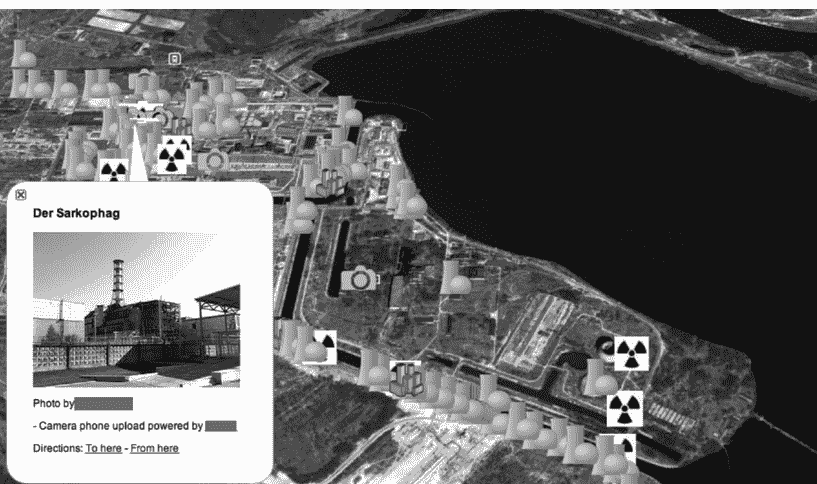 Der Sarkophag
Photo by
- Camera phone upload powered by
Directions: To here - From here